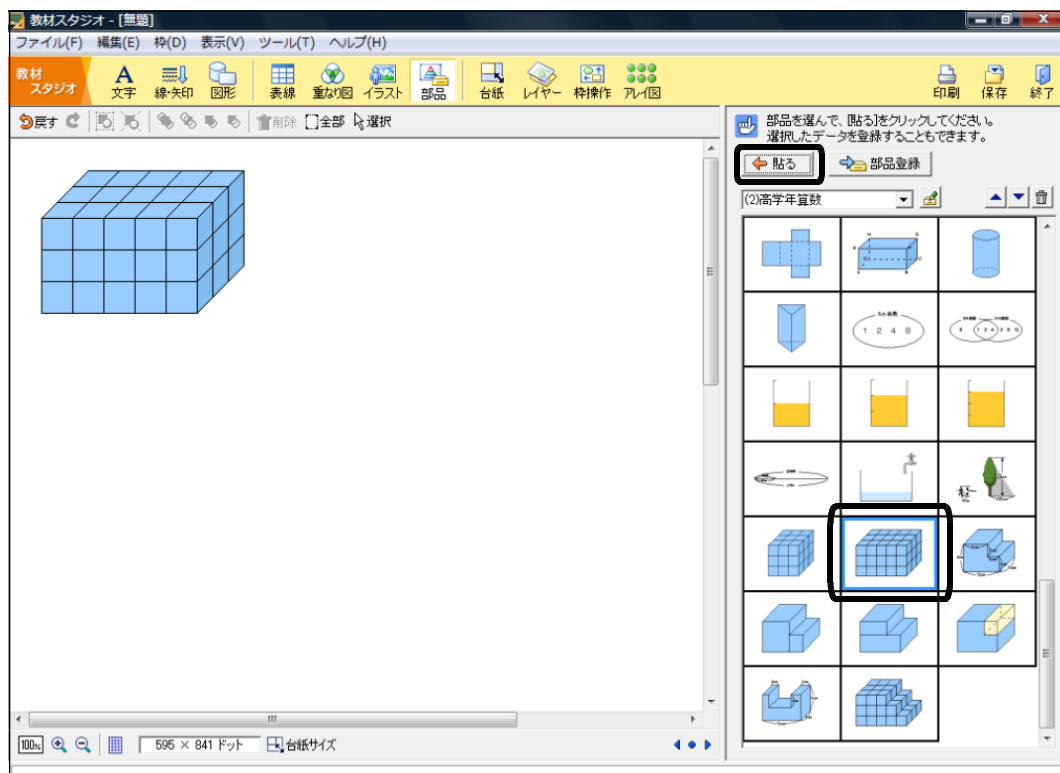 教材スタジオ - [無題]
ファイル(F) 編集(E) 枠(D) 表示(V) ツール(T) ヘルプ(H)
教材
スタジオ
文字 線・矢印 図形 表線 重なり図 イラスト 部品 台紙 レイヤー 枠操作 アレイ図 印刷 保存 終了
戻す 削除 全部 選択
部品を選んで、[貼る]をクリックしてください。
選択したデータを登録することもできます。
貼る 部品登録
(2)高学年算数
1 2 4 8
100% 595 × 841 ドット 台紙サイズ